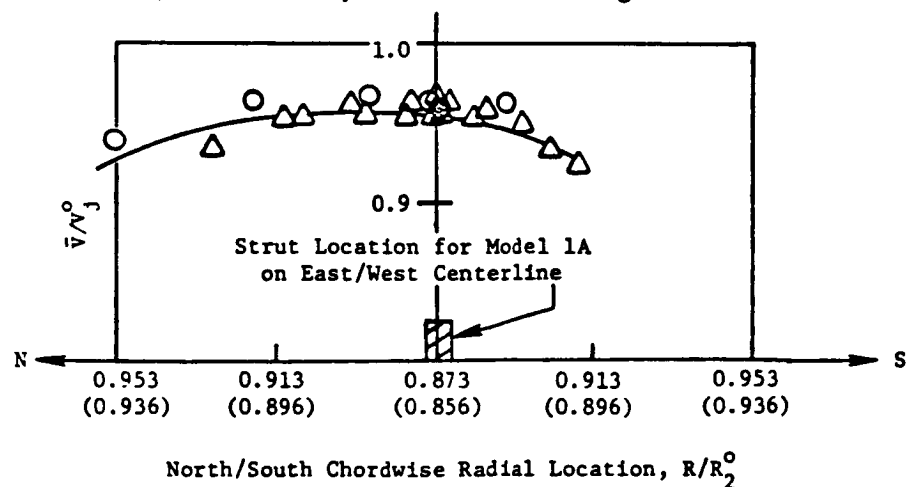 1.0
0.9
v̄/v°j
Strut Location for Model 1A
on East/West Centerline
N S
0.953 0.913 0.873 0.913 0.953
(0.936) (0.896) (0.856) (0.896) (0.936)
North/South Chordwise Radial Location, R/R°2